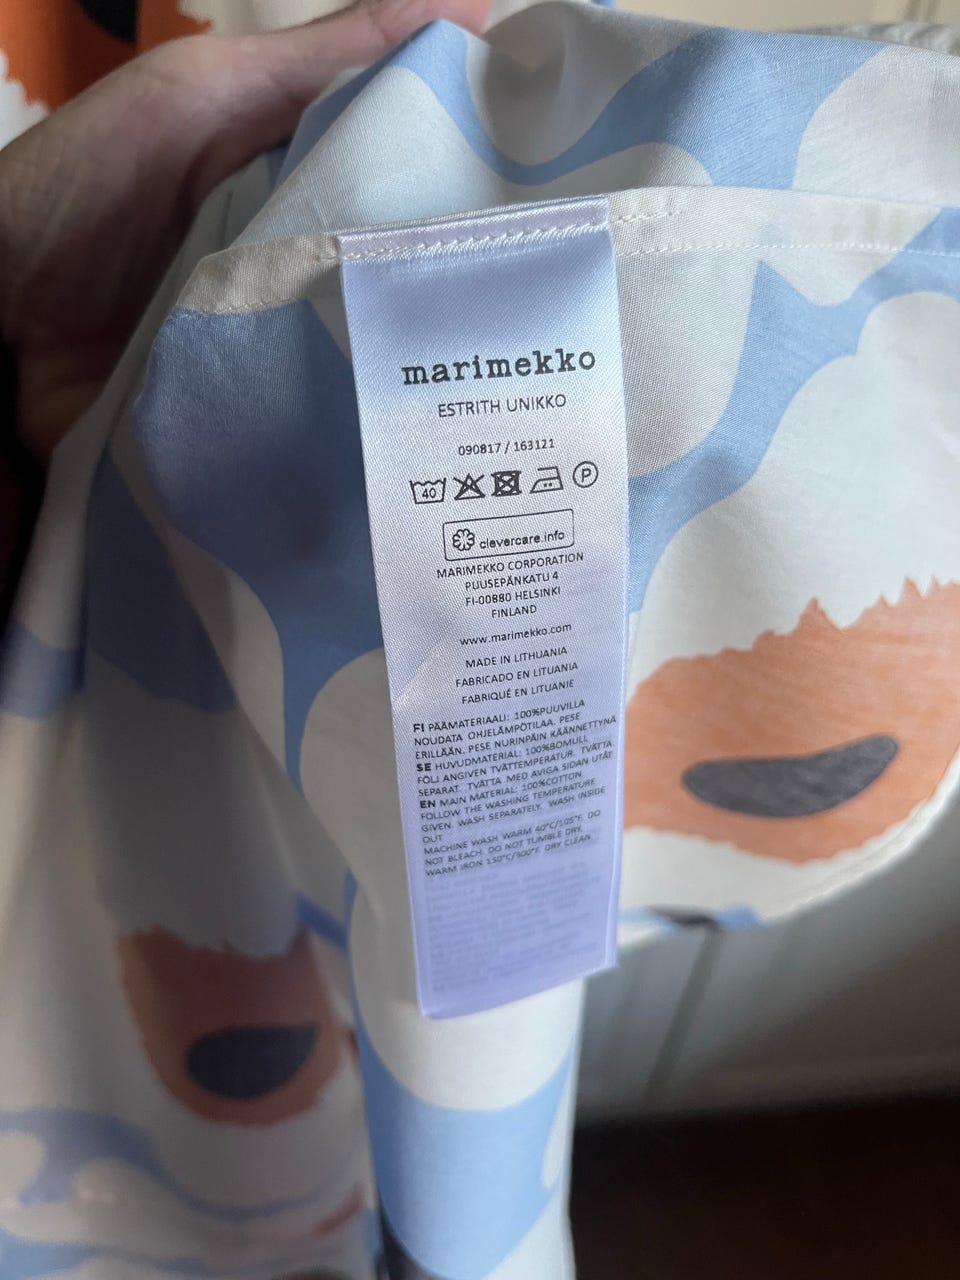 marimekko
ESTRITH UNIKKO
090817 / 163121
40 P
clevercare.info
MARIMEKKO CORPORATION
PUUSEPÄNKATU 4
FI-00880 HELSINKI
FINLAND
www.marimekko.com
MADE IN LITHUANIA
FABRICADO EN LITUANIA
FABRIQUÉ EN LITUANIE
FI PÄÄMATERIAALI: 100%PUUVILLA
NOUDATA OHJELÄMPÖTILAA. PESE
ERILLÄÄN. PESE NURINPÄIN KÄÄNNETTYNÄ
SE HUVUDMATERIAL: 100%BOMULL
FÖLJ ANGIVEN TVÄTTEMPERATUR. TVÄTTA
SEPARAT. TVÄTTA MED AVIGA SIDAN UTÅT
EN MAIN MATERIAL: 100%COTTON
FOLLOW THE WASHING TEMPERATURE
GIVEN. WASH SEPARATELY. WASH INSIDE
OUT
MACHINE WASH WARM 40°C/105°F. DO
NOT BLEACH. DO NOT TUMBLE DRY.
WARM IRON 150°C/300°F. DRY CLEAN.